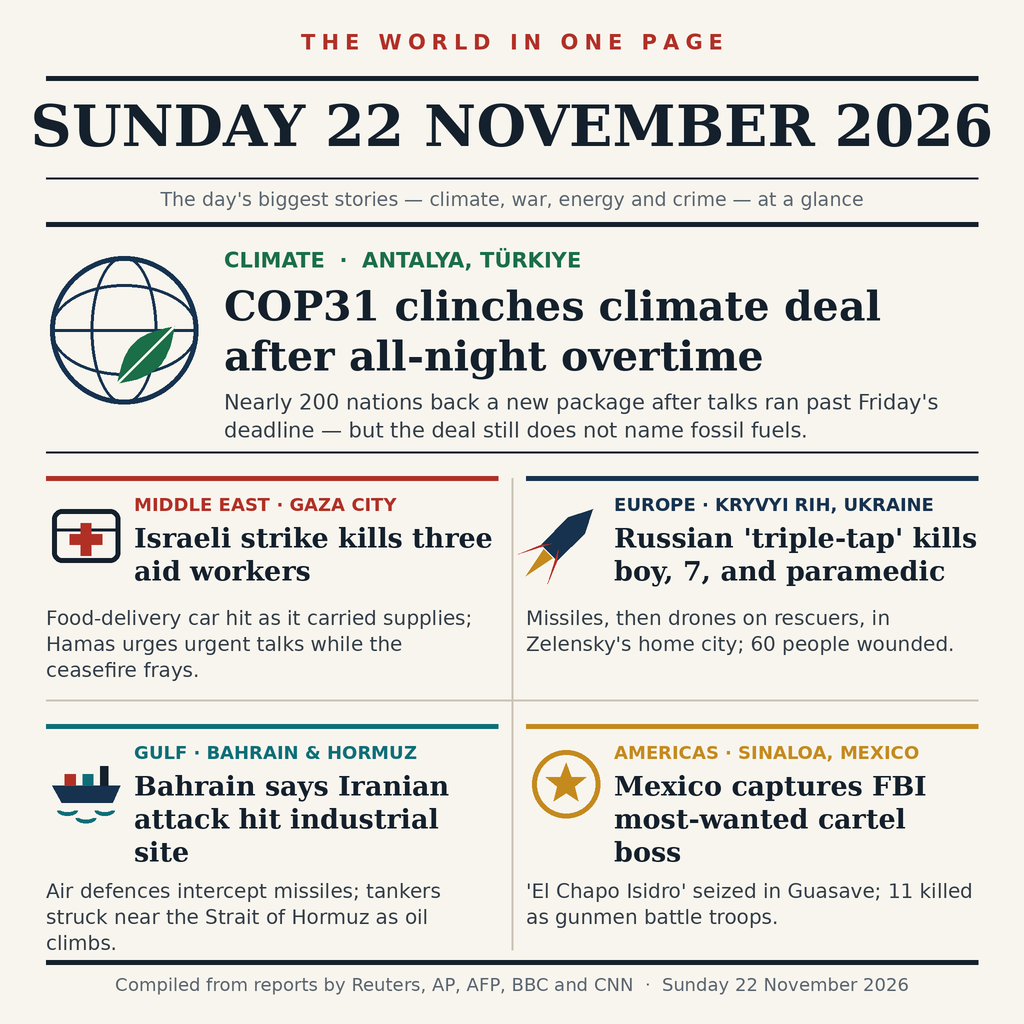 THE WORLD IN ONE PAGE
SUNDAY 22 NOVEMBER 2026
The day's biggest stories — climate, war, energy and crime — at a glance
CLIMATE · ANTALYA, TÜRKIYE
COP31 clinches climate deal
after all-night overtime
Nearly 200 nations back a new package after talks ran past Friday's
deadline — but the deal still does not name fossil fuels.
MIDDLE EAST · GAZA CITY
Israeli strike kills three
aid workers
Food-delivery car hit as it carried supplies;
Hamas urges urgent talks while the
ceasefire frays.
EUROPE · KRYVYI RIH, UKRAINE
Russian 'triple-tap' kills
boy, 7, and paramedic
Missiles, then drones on rescuers, in
Zelensky's home city; 60 people wounded.
GULF · BAHRAIN & HORMUZ
Bahrain says Iranian
attack hit industrial
site
Air defences intercept missiles; tankers
struck near the Strait of Hormuz as oil
climbs.
AMERICAS · SINALOA, MEXICO
Mexico captures FBI
most-wanted cartel
boss
'El Chapo Isidro' seized in Guasave; 11 killed
as gunmen battle troops.
Compiled from reports by Reuters, AP, AFP, BBC and CNN · Sunday 22 November 2026